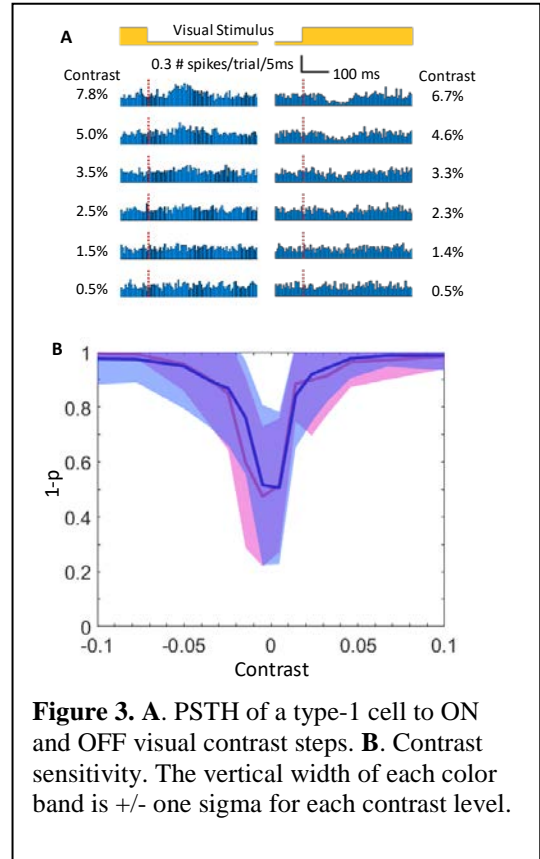 A Visual Stimulus
0.3 # spikes/trial/5ms 100 ms
Contrast Contrast
7.8% 6.7%
5.0% 4.6%
3.5% 3.3%
2.5% 2.3%
1.5% 1.4%
0.5% 0.5%
B
1
0.8
0.6
0.4
0.2
0
1-p
-0.1 -0.05 0 0.05 0.1
Contrast
Figure 3. A. PSTH of a type-1 cell to ON
and OFF visual contrast steps. B. Contrast
sensitivity. The vertical width of each color
band is +/- one sigma for each contrast level.